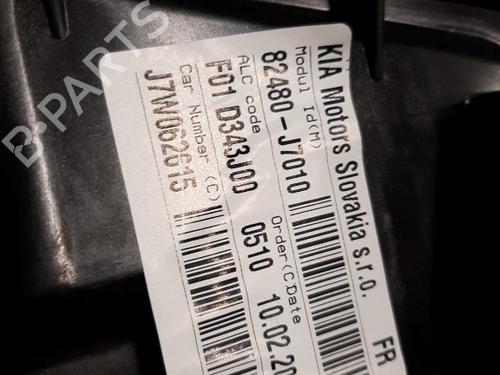 KIA Motors Slovakia s.r.o. FR
Modul Id(M)
82480-J7010
ALC code Order(C.Date
F01 D343J00 0510 10.02.20
Car Number (C)
J7W062615
B-PARTS